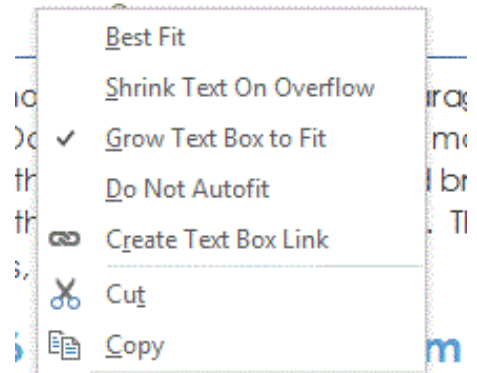 Best Fit
Shrink Text On Overflow
Grow Text Box to Fit
Do Not Autofit
Create Text Box Link
Cut
Copy